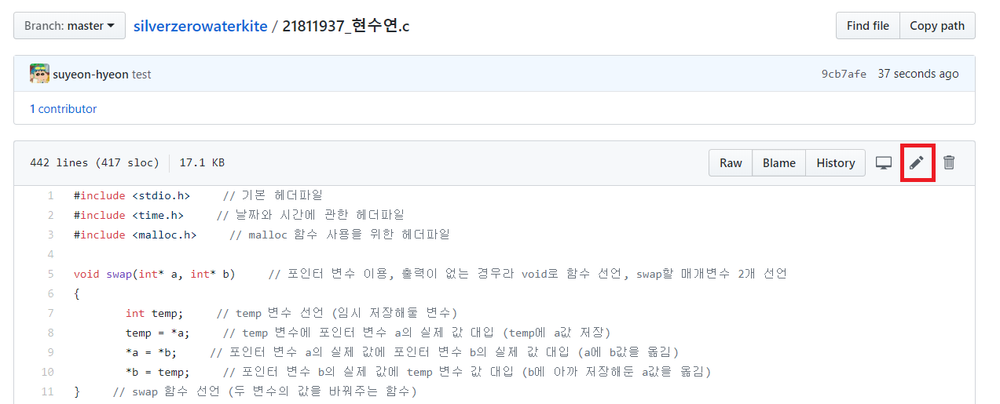 Branch: master silverzerowaterkite / 21811937_현수연.c Find file Copy path
suyeon-hyeon test 9cb7afe 37 seconds ago
1 contributor
442 lines (417 sloc) 17.1 KB Raw Blame History
1 #include <stdio.h> // 기본 헤더파일
2 #include <time.h> // 날짜와 시간에 관한 헤더파일
3 #include <malloc.h> // malloc 함수 사용을 위한 헤더파일
4
5 void swap(int* a, int* b) // 포인터 변수 이용, 출력이 없는 경우라 void로 함수 선언, swap할 매개변수 2개 선언
6 {
7 int temp; // temp 변수 선언 (임시 저장해둘 변수)
8 temp = *a; // temp 변수에 포인터 변수 a의 실제 값 대입 (temp에 a값 저장)
9 *a = *b; // 포인터 변수 a의 실제 값에 포인터 변수 b의 실제 값 대입 (a에 b값을 옮김)
10 *b = temp; // 포인터 변수 b의 실제 값에 temp 변수 값 대입 (b에 아까 저장해둔 a값을 옮김)
11 } // swap 함수 선언 (두 변수의 값을 바꿔주는 함수)